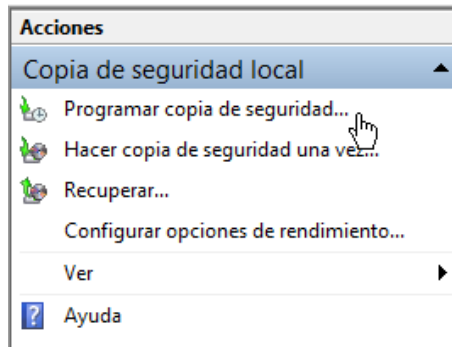 Acciones
Copia de seguridad local
Programar copia de seguridad...
Hacer copia de seguridad una vez...
Recuperar...
Configurar opciones de rendimiento...
Ver
Ayuda